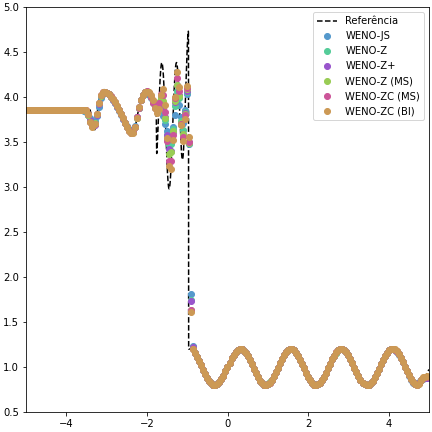 5.0
4.5
4.0
3.5
3.0
2.5
2.0
1.5
1.0
0.5
−4
−2
0
2
4
Referência
WENO-JS
WENO-Z
WENO-Z+
WENO-Z (MS)
WENO-ZC (MS)
WENO-ZC (BI)